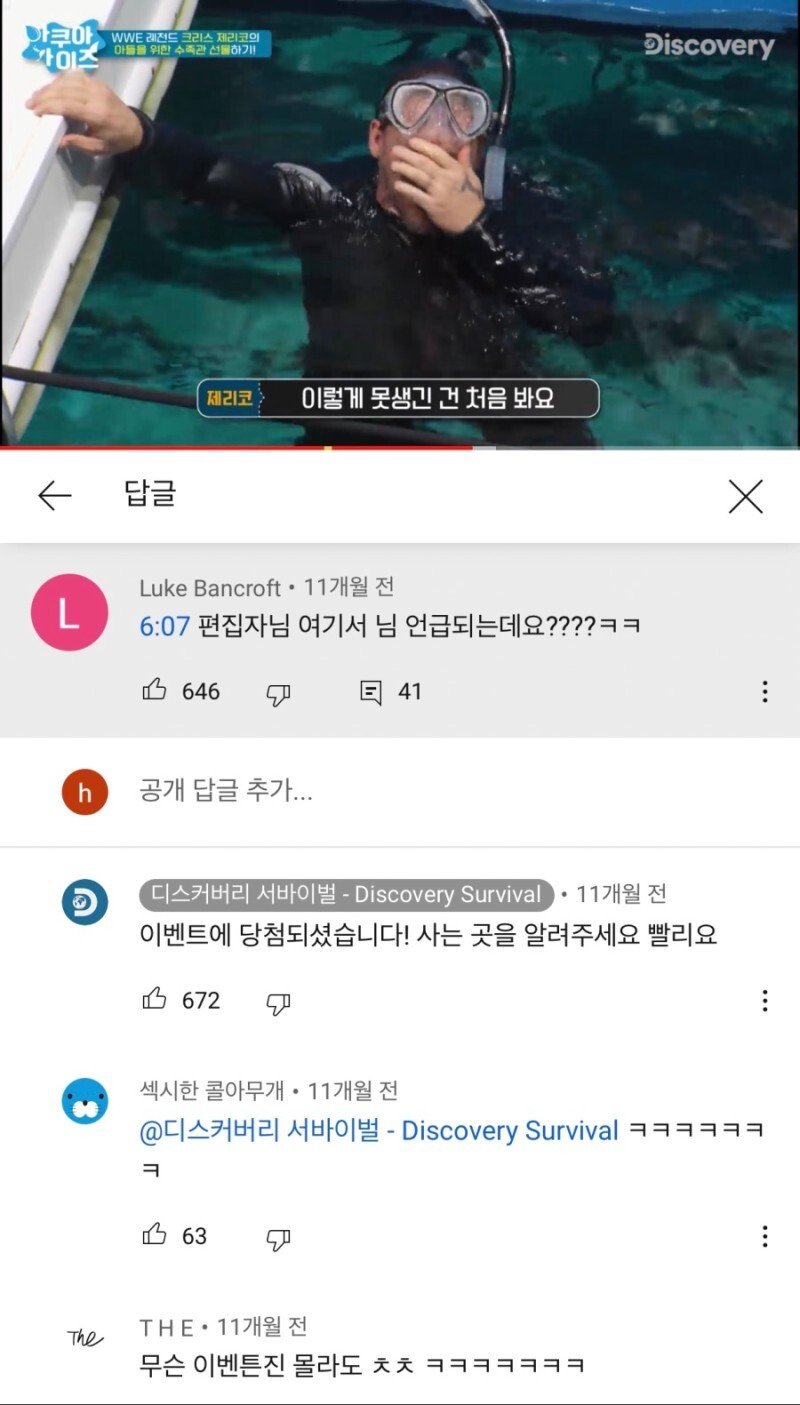 아쿠아
가이즈
WWE 레전드 크리스 제리코의
아들을 위한 수족관 선물하기!
Discovery
제리코 이렇게 못생긴 건 처음 봐요
답글
L
Luke Bancroft • 11개월 전
6:07 편집자님 여기서 님 언급되는데요????ㅋㅋ
646 41
h
공개 답글 추가...
디스커버리 서바이벌 - Discovery Survival • 11개월 전
이벤트에 당첨되셨습니다! 사는 곳을 알려주세요 빨리요
672
섹시한 콜아무개 • 11개월 전
@디스커버리 서바이벌 - Discovery Survival ㅋㅋㅋㅋㅋㅋ
ㅋ
63
The
T H E • 11개월 전
무슨 이벤튼진 몰라도 ㅊㅊ ㅋㅋㅋㅋㅋㅋㅋ